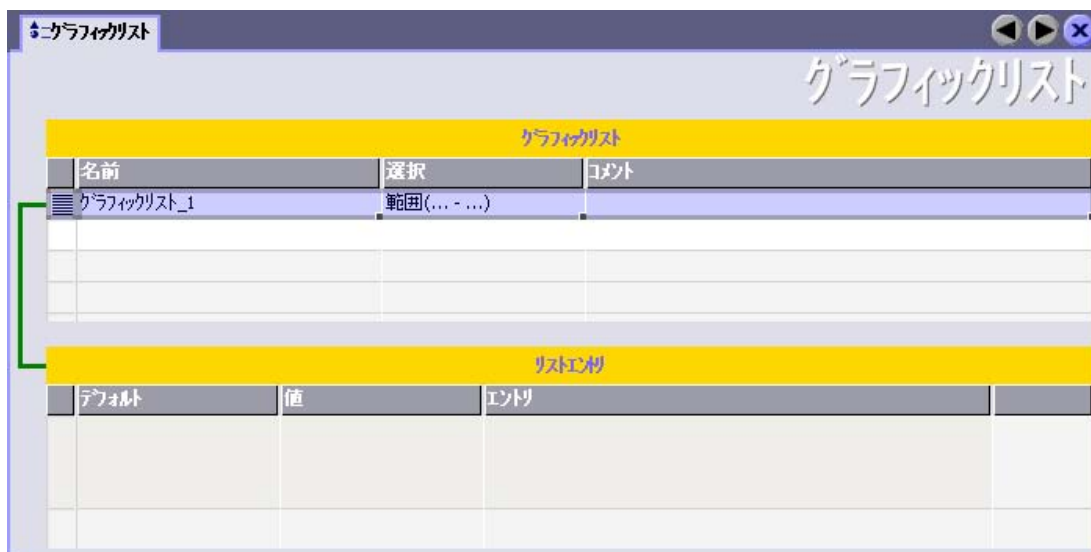 グラフィックリスト
グラフィックリスト
グラフィックリスト
名前 選択 コメント
グラフィックリスト_1 範囲(... - ...)
リストエントリ
デフォルト 値 エントリ